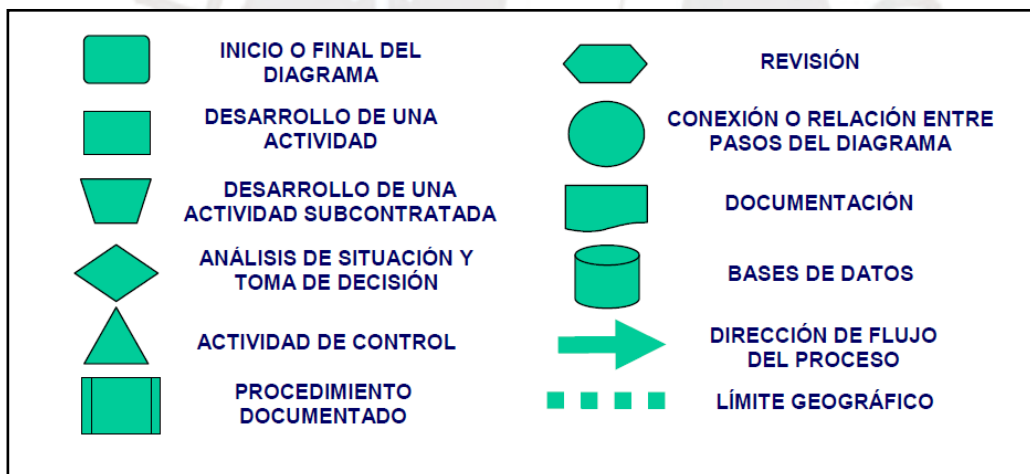 INICIO O FINAL DEL
DIAGRAMA
DESARROLLO DE UNA
ACTIVIDAD
DESARROLLO DE UNA
ACTIVIDAD SUBCONTRATADA
ANÁLISIS DE SITUACIÓN Y
TOMA DE DECISIÓN
ACTIVIDAD DE CONTROL
PROCEDIMIENTO
DOCUMENTADO
REVISIÓN
CONEXIÓN O RELACIÓN ENTRE
PASOS DEL DIAGRAMA
DOCUMENTACIÓN
BASES DE DATOS
DIRECCIÓN DE FLUJO
DEL PROCESO
LÍMITE GEOGRÁFICO